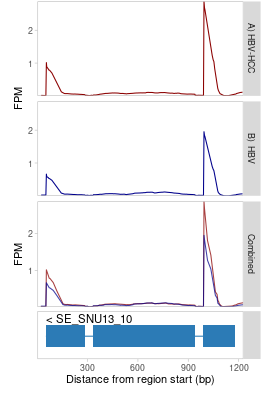 2
1
A) HBV-HCC
FPM
2
1
B) HBV
2
1
FPM
Combined
< SE_SNU13_10
300 600 900 1200
Distance from region start (bp)